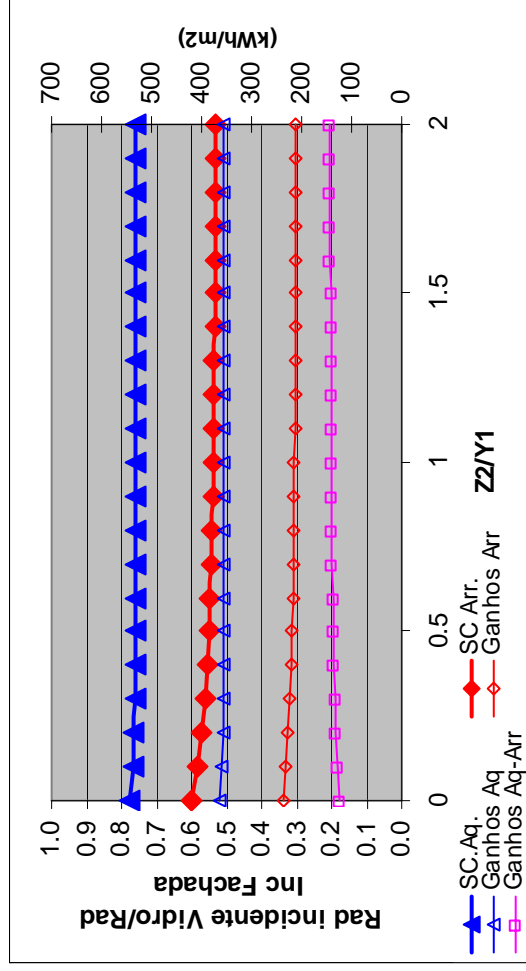 Rad incidente Vidro/Rad
Inc Fachada
1.0
0.9
0.8
0.7
0.6
0.5
0.4
0.3
0.2
0.1
0.0
700
600
500
400
300
200
100
0
(kWh/m2)
0
0.5
1
1.5
2
Z2/Y1
SC.Aq.
SC Arr.
Ganhos Aq
Ganhos Arr
Ganhos Aq-Arr